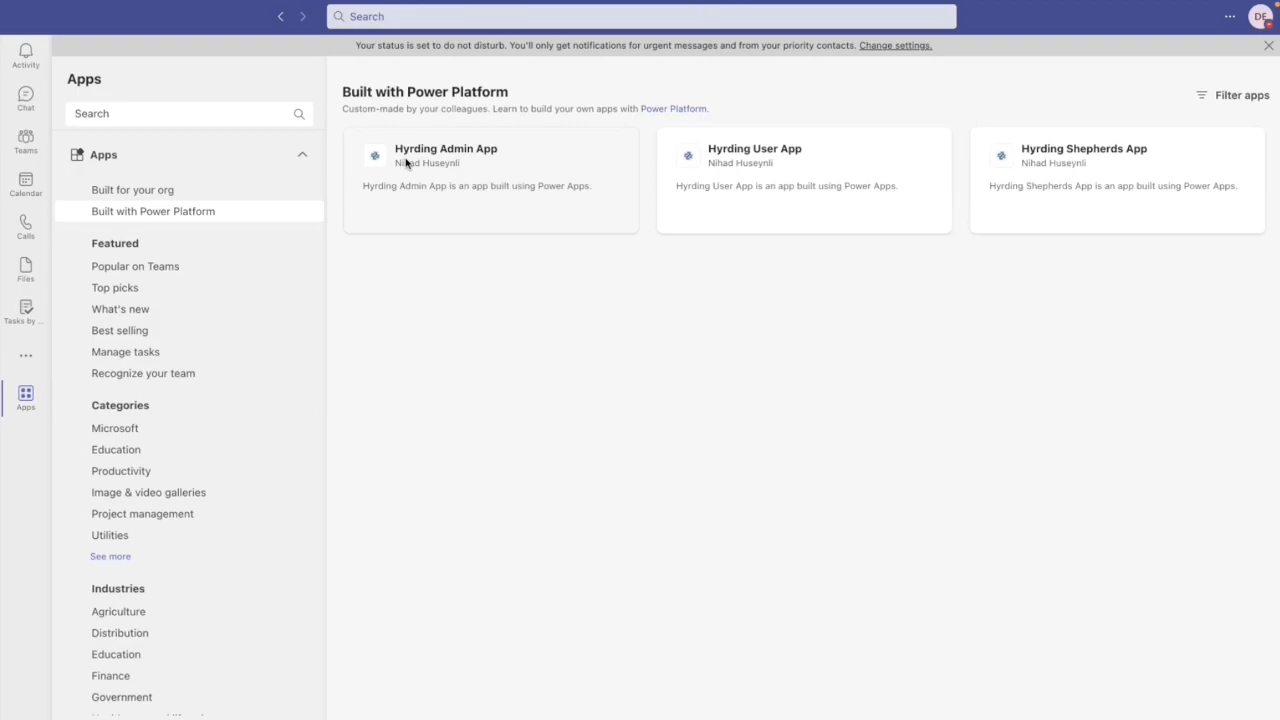 Search
DE
Your status is set to do not disturb. You'll only get notifications for urgent messages and from your priority contacts. Change settings.
Activity
Chat
Teams
Calendar
Calls
Files
Tasks by ...
Apps
Apps
Search
Apps
Built for your org
Built with Power Platform
Featured
Popular on Teams
Top picks
What's new
Best selling
Manage tasks
Recognize your team
Categories
Microsoft
Education
Productivity
Image & video galleries
Project management
Utilities
See more
Industries
Agriculture
Distribution
Education
Finance
Government
Built with Power Platform
Custom-made by your colleagues. Learn to build your own apps with Power Platform.
Filter apps
Hyrding Admin App
Nihad Huseynli
Hyrding Admin App is an app built using Power Apps.
Hyrding User App
Nihad Huseynli
Hyrding User App is an app built using Power Apps.
Hyrding Shepherds App
Nihad Huseynli
Hyrding Shepherds App is an app built using Power Apps.